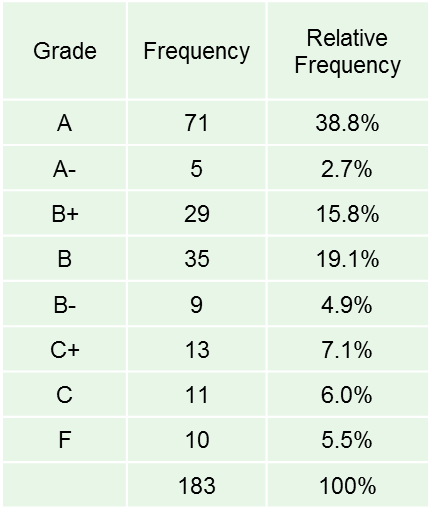 Grade Frequency Relative Frequency
A 71 38.8%
A- 5 2.7%
B+ 29 15.8%
B 35 19.1%
B- 9 4.9%
C+ 13 7.1%
C 11 6.0%
F 10 5.5%
183 100%